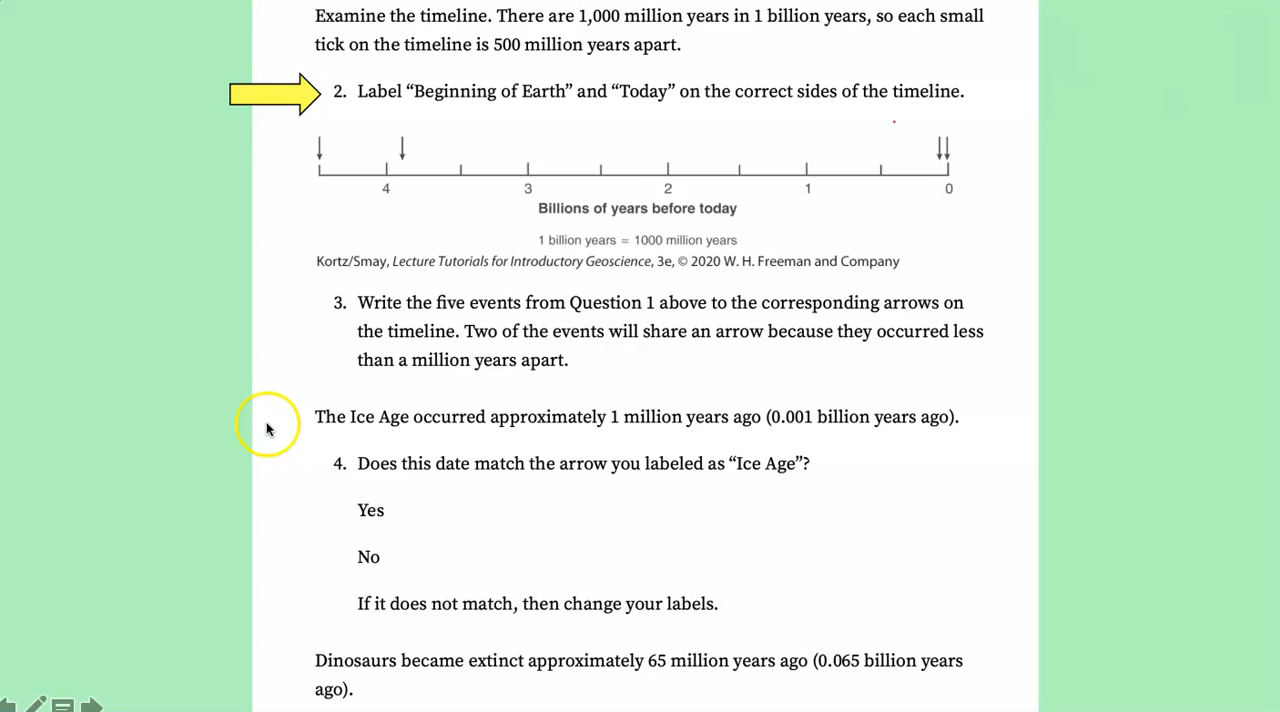 Examine the timeline. There are 1,000 million years in 1 billion years, so each small
tick on the timeline is 500 million years apart.
2. Label “Beginning of Earth” and “Today” on the correct sides of the timeline.
4 3 2 1 0
Billions of years before today
1 billion years = 1000 million years
Kortz/Smay, Lecture Tutorials for Introductory Geoscience, 3e, © 2020 W. H. Freeman and Company
3. Write the five events from Question 1 above to the corresponding arrows on
the timeline. Two of the events will share an arrow because they occurred less
than a million years apart.
The Ice Age occurred approximately 1 million years ago (0.001 billion years ago).
4. Does this date match the arrow you labeled as “Ice Age”?
Yes
No
If it does not match, then change your labels.
Dinosaurs became extinct approximately 65 million years ago (0.065 billion years
ago).